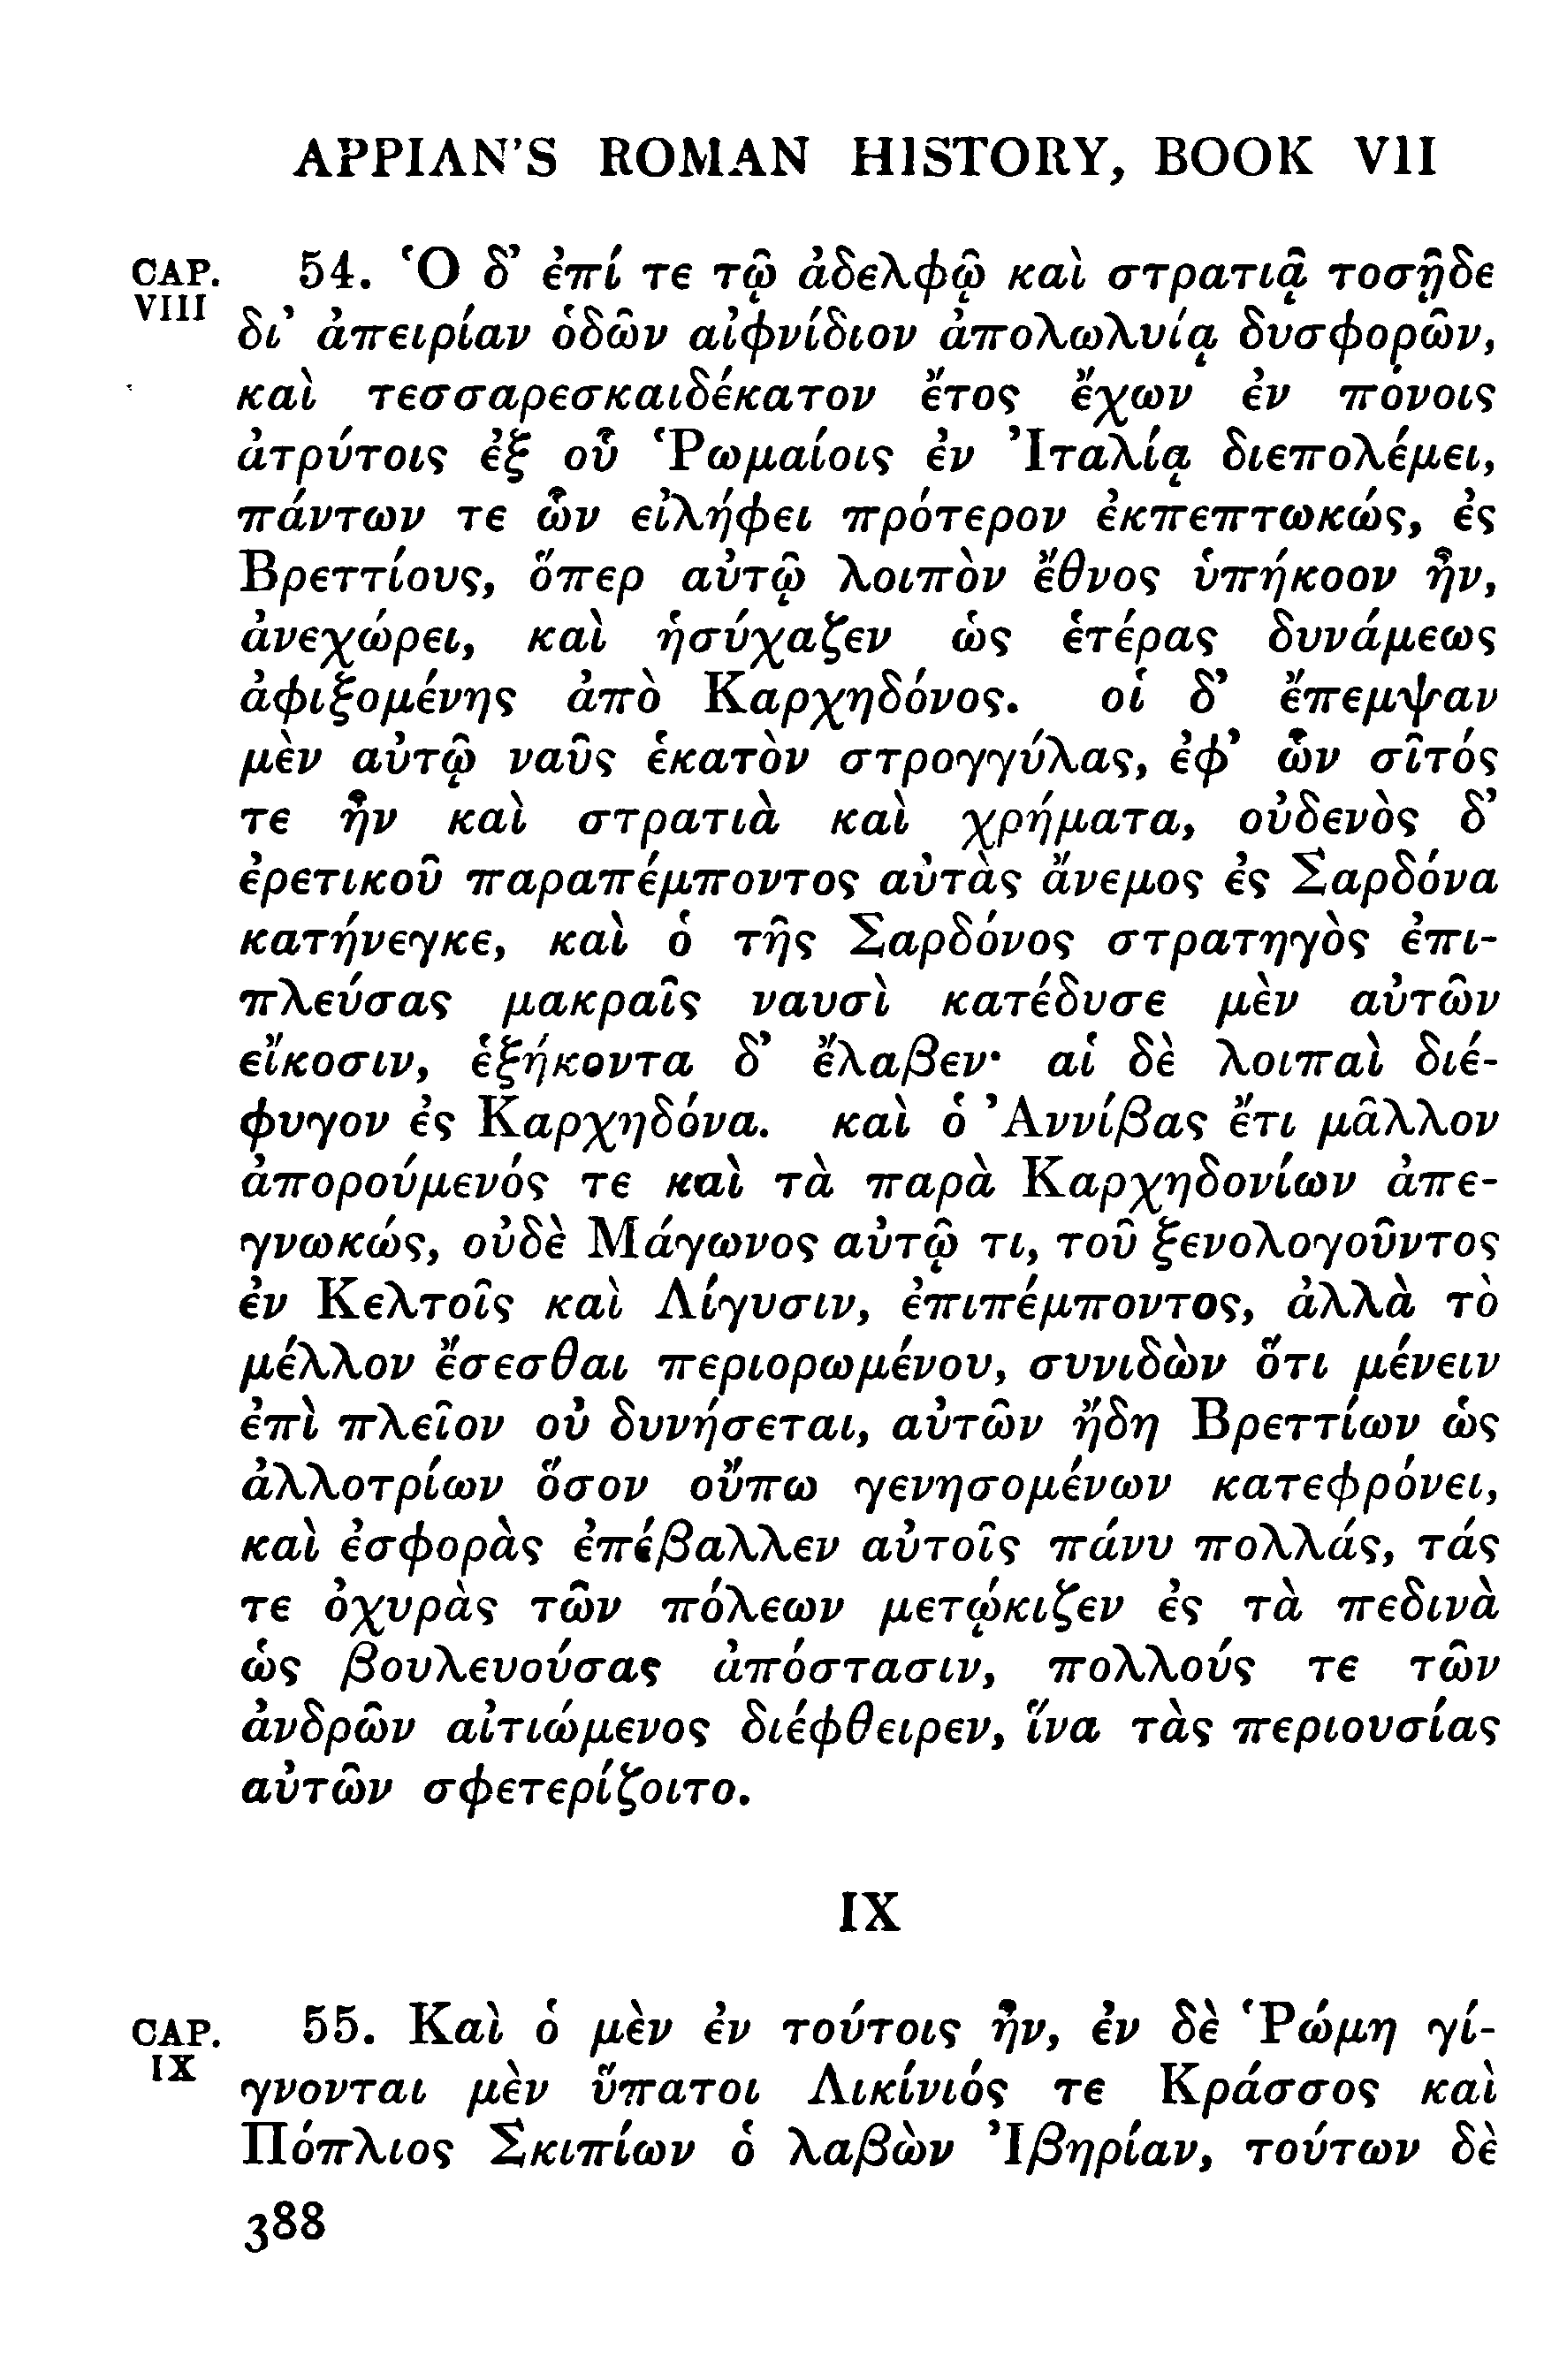 APPIAN'S ROMAN HISTORY, BOOK VII
CAP. VIII 54. Ὁ δ’ ἐπί τε τῷ ἀδελφῷ καὶ στρατιᾷ τοσῇδε
δι’ ἀπειρίαν ὁδῶν αἰφνίδιον ἀπολωλυίᾳ δυσφορῶν,
καὶ τεσσαρεσκαιδέκατον ἔτος ἔχων ἐν πόνοις
ἀτρύτοις ἐξ οὗ Ῥωμαίοις ἐν Ἰταλίᾳ διεπολέμει,
πάντων τε ὧν εἰλήφει πρότερον ἐκπεπτωκώς, ἐς
Βρεττίους, ὅπερ αὐτῷ λοιπὸν ἔθνος ὑπήκοον ἦν,
ἀνεχώρει, καὶ ἡσύχαζεν ὡς ἑτέρας δυνάμεως
ἀφιξομένης ἀπὸ Καρχηδόνος. οἱ δ’ ἔπεμψαν
μὲν αὐτῷ ναῦς ἑκατὸν στρογγύλας, ἐφ’ ὧν σῖτός
τε ἦν καὶ στρατιὰ καὶ χρήματα, οὐδενὸς δ’
ἐρετικοῦ παραπέμποντος αὐτὰς ἄνεμος ἐς Σαρδόνα
κατήνεγκε, καὶ ὁ τῆς Σαρδόνος στρατηγὸς ἐπι-
πλεύσας μακραῖς ναυσὶ κατέδυσε μὲν αὐτῶν
εἴκοσιν, ἑξήκοντα δ’ ἔλαβεν· αἱ δὲ λοιπαὶ διέ-
φυγον ἐς Καρχηδόνα. καὶ ὁ Ἀννίβας ἔτι μᾶλλον
ἀπορούμενός τε καὶ τὰ παρὰ Καρχηδονίων ἀπε-
γνωκώς, οὐδὲ Μάγωνος αὐτῷ τι, τοῦ ξενολογοῦντος
ἐν Κελτοῖς καὶ Λίγυσιν, ἐπιπέμποντος, ἀλλὰ τὸ
μέλλον ἔσεσθαι περιορωμένου, συνιδὼν ὅτι μένειν
ἐπὶ πλεῖον οὐ δυνήσεται, αὐτῶν ἤδη Βρεττίων ὡς
ἀλλοτρίων ὅσον οὔπω γενησομένων κατεφρόνει,
καὶ ἐσφορὰς ἐπέβαλλεν αὐτοῖς πάνυ πολλάς, τάς
τε ὀχυρὰς τῶν πόλεων μετῴκιζεν ἐς τὰ πεδινὰ
ὡς βουλευούσας ἀπόστασιν, πολλούς τε τῶν
ἀνδρῶν αἰτιώμενος διέφθειρεν, ἵνα τὰς περιουσίας
αὐτῶν σφετερίζοιτο.
IX
CAP. IX 55. Καὶ ὁ μὲν ἐν τούτοις ἦν, ἐν δὲ Ῥώμη γί-
γνονται μὲν ὕπατοι Λικίνιός τε Κράσσος καὶ
Πόπλιος Σκιπίων ὁ λαβὼν Ἰβηρίαν, τούτων δὲ
388